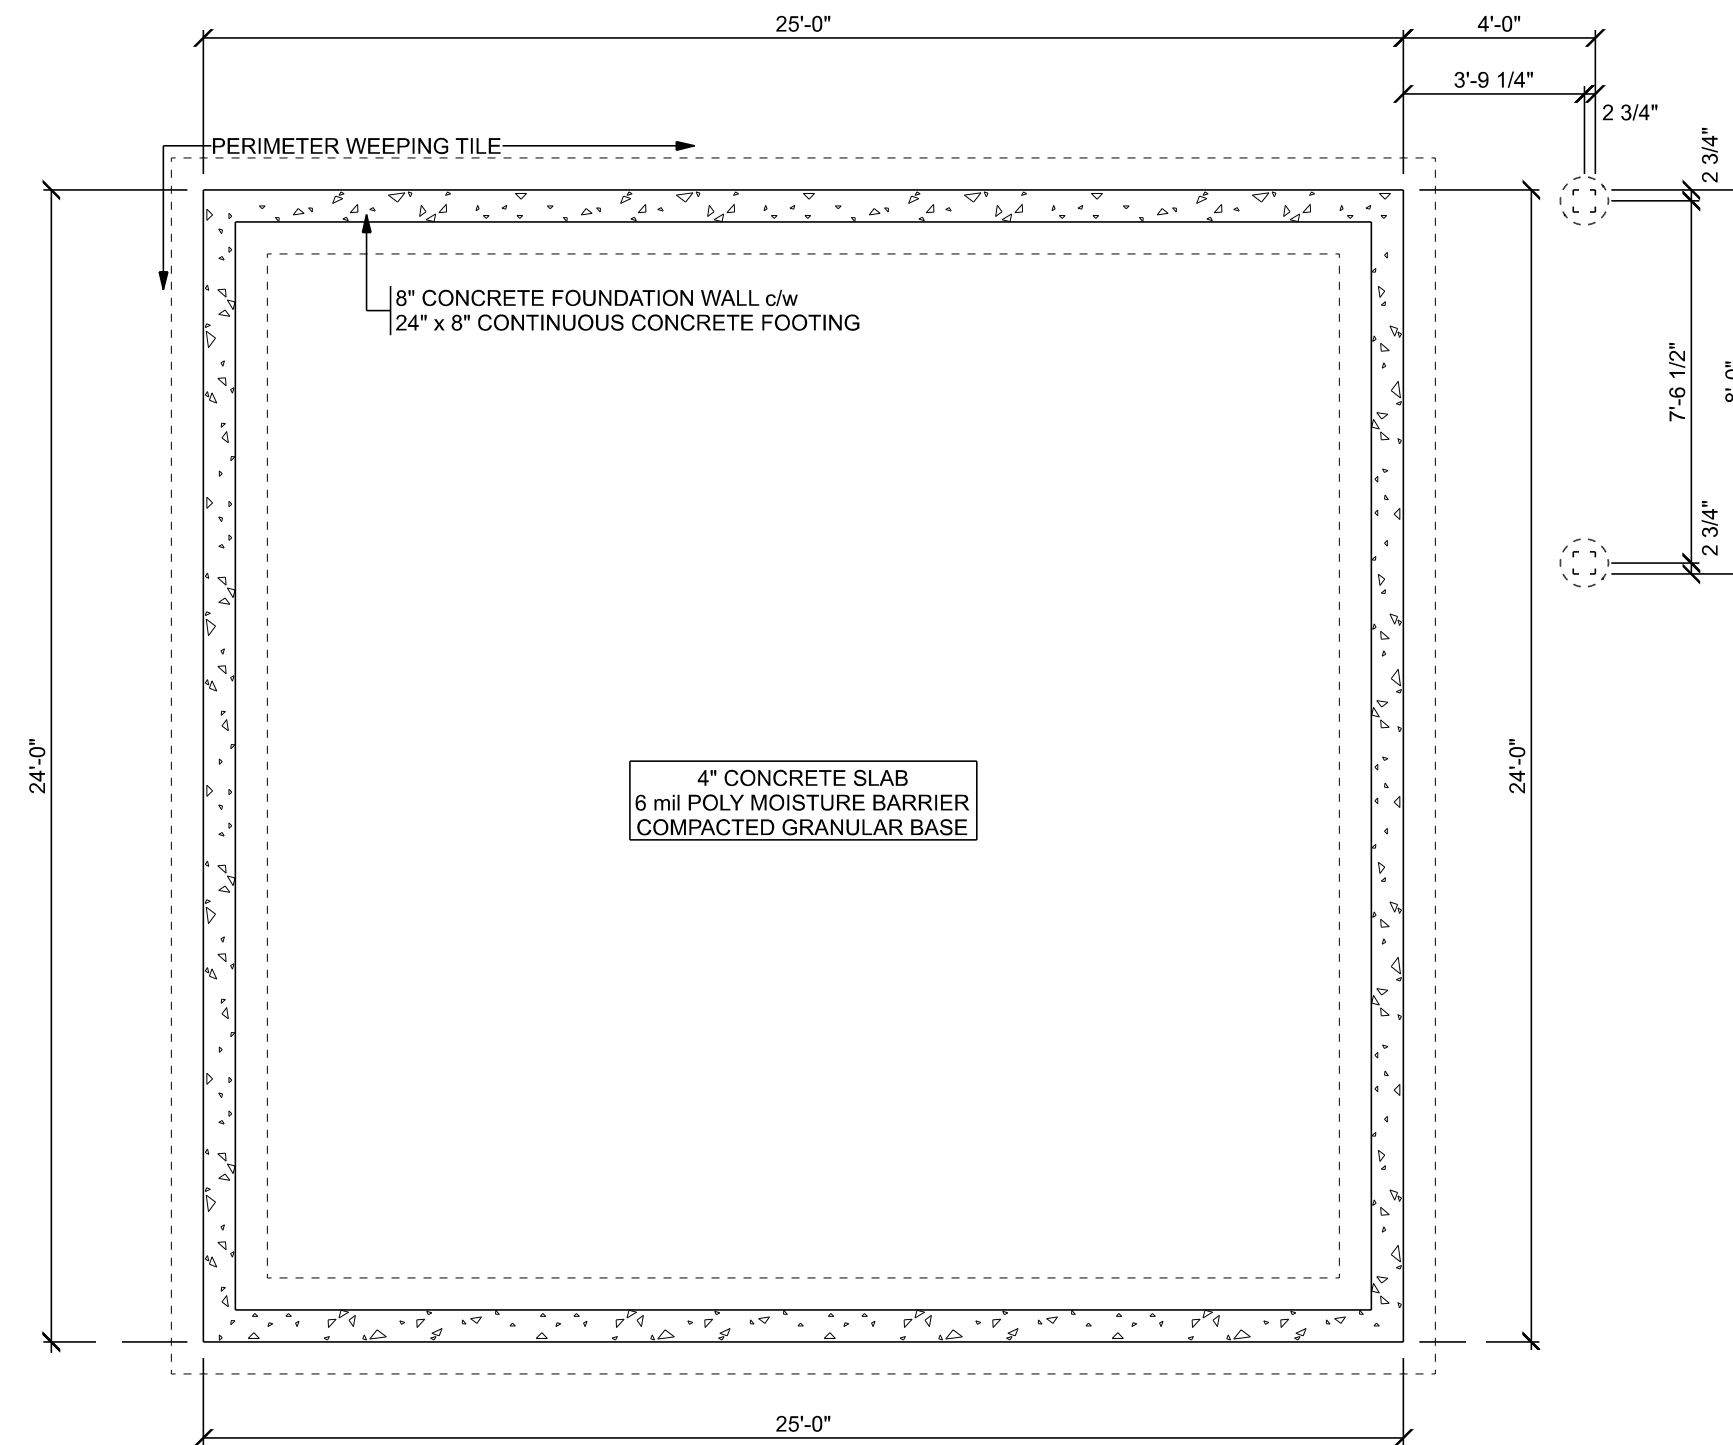 25'-0"
4'-0"
3'-9 1/4"
2 3/4"
2 3/4"
PERIMETER WEEPING TILE
8" CONCRETE FOUNDATION WALL c/w
24" x 8" CONTINUOUS CONCRETE FOOTING
7'-6 1/2"
2 3/4"
24'-0"
4" CONCRETE SLAB
6 mil POLY MOISTURE BARRIER
COMPACTED GRANULAR BASE
24'-0"
25'-0"